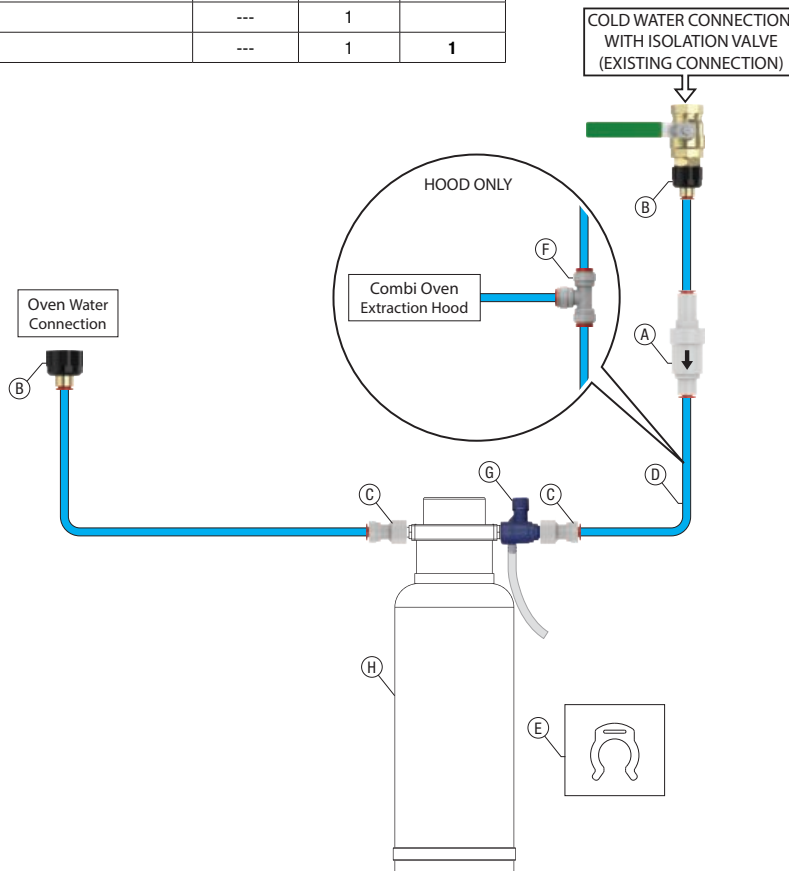 --- 1
--- 1 1
COLD WATER CONNECTION
WITH ISOLATION VALVE
(EXISTING CONNECTION)
B
HOOD ONLY
F
Combi Oven
Extraction Hood
A
Oven Water
Connection
B
D
C
G
C
H
E